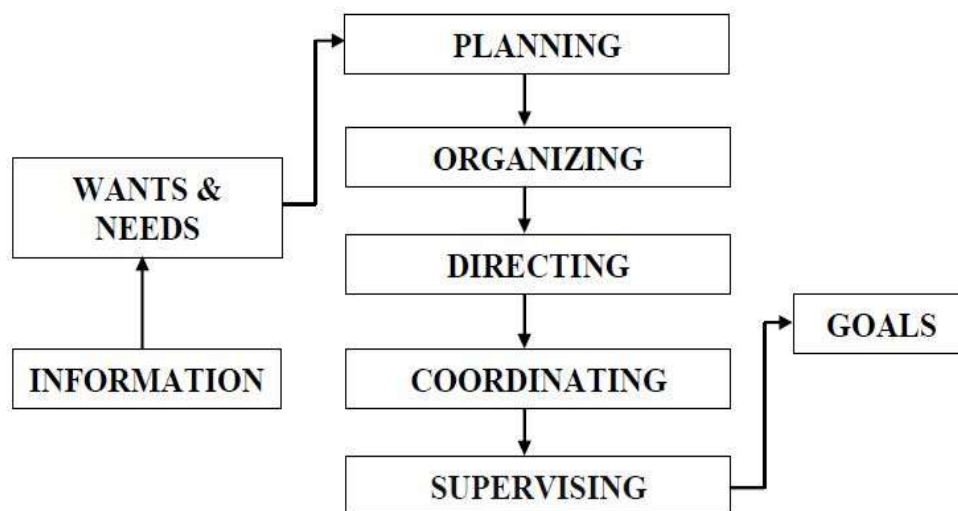 PLANNING
ORGANIZING
WANTS &
NEEDS
DIRECTING
GOALS
INFORMATION
COORDINATING
SUPERVISING